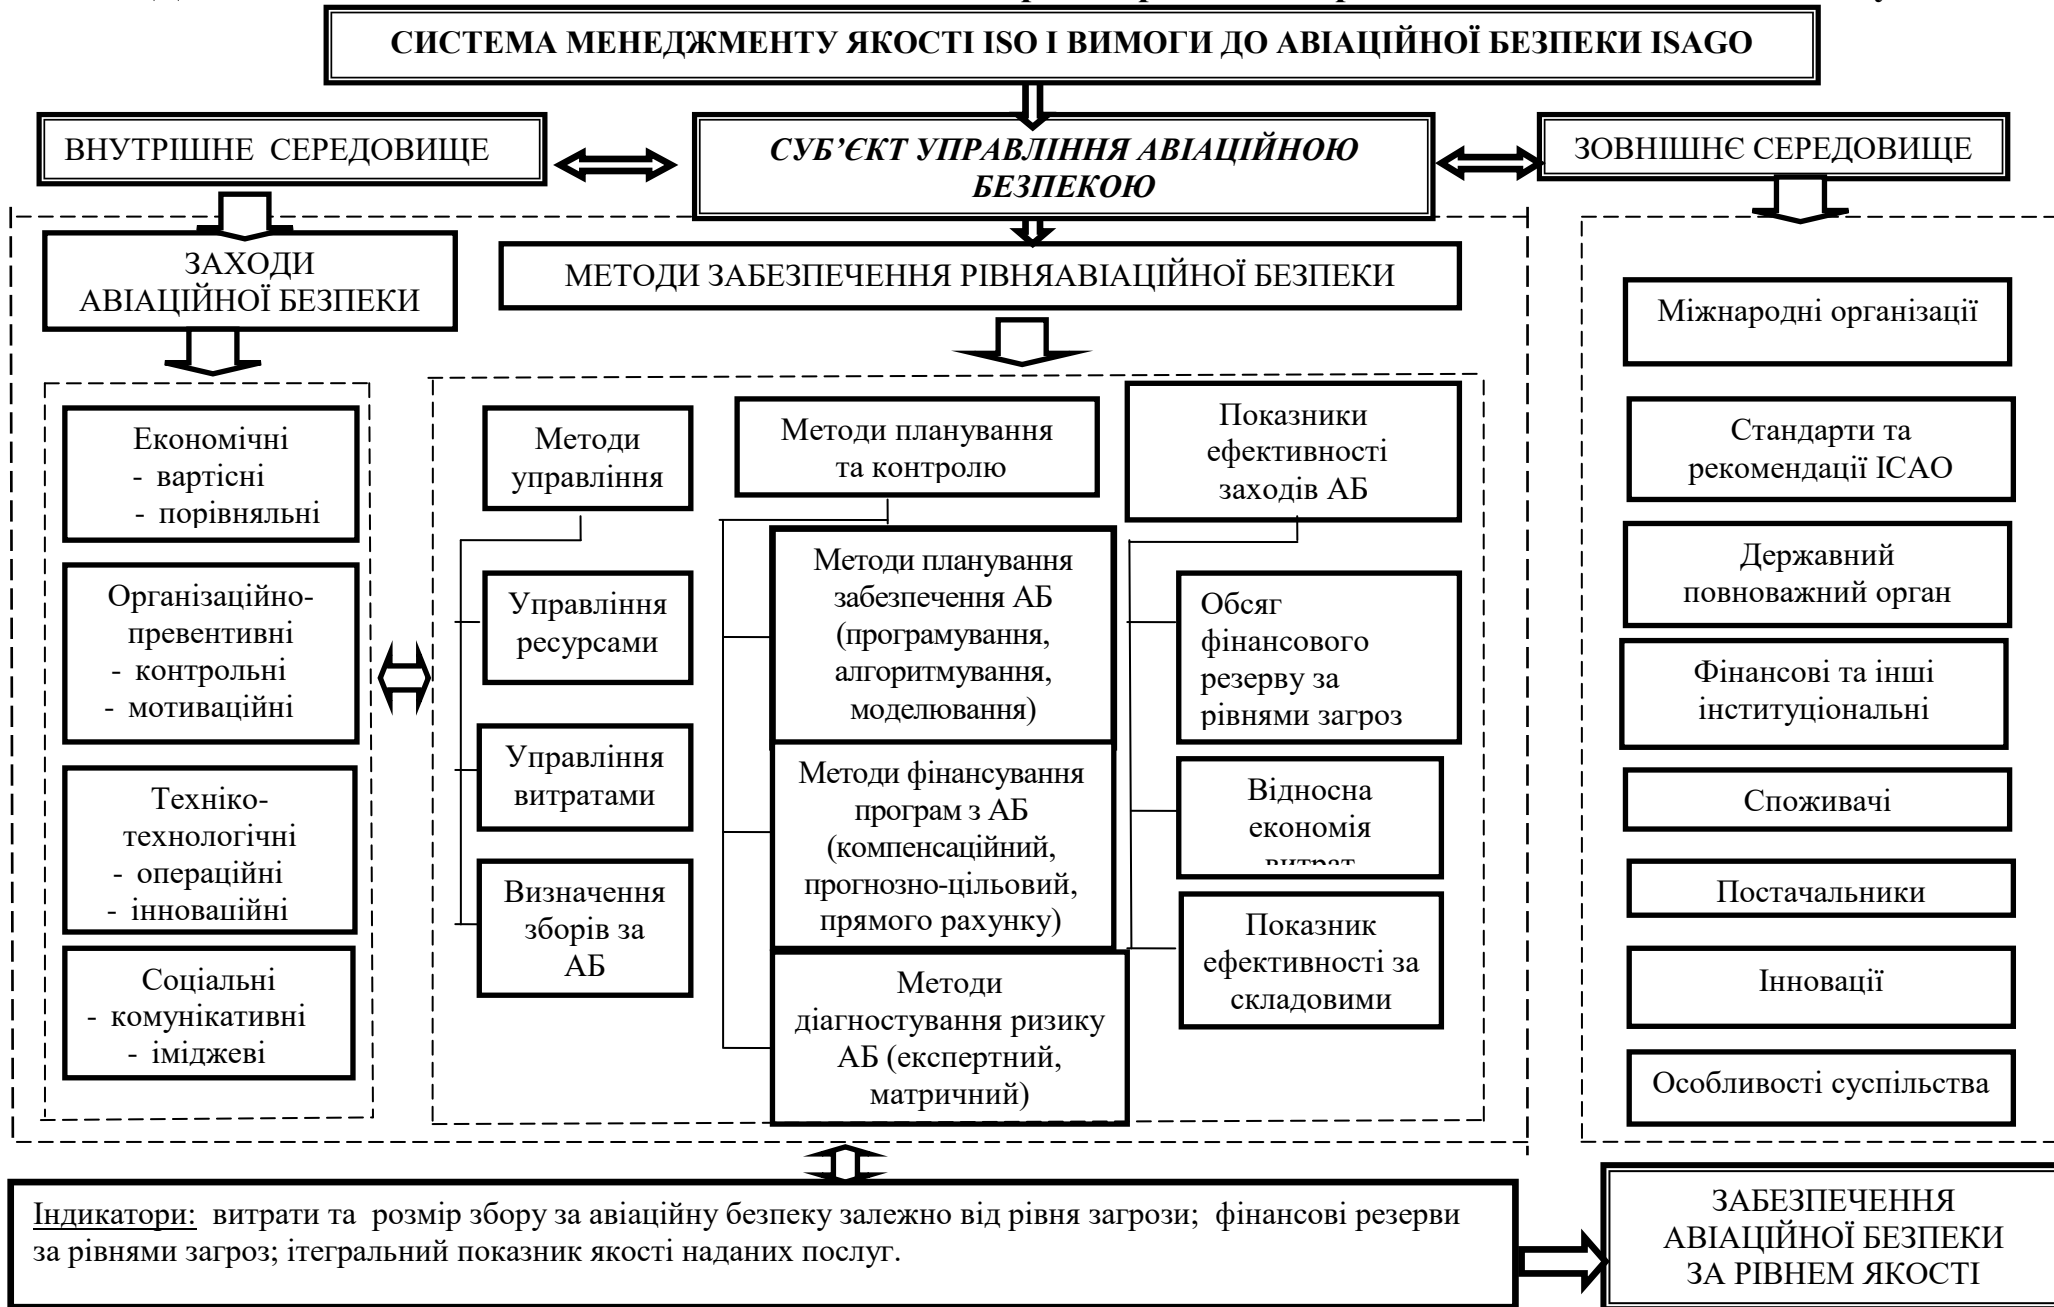 СИСТЕМА МЕНЕДЖМЕНТУ ЯКОСТІ ISO І ВИМОГИ ДО АВІАЦІЙНОЇ БЕЗПЕКИ ISAGO
ВНУТРІШНЕ СЕРЕДОВИЩЕ
СУБ’ЄКТ УПРАВЛІННЯ АВІАЦІЙНОЮ
БЕЗПЕКОЮ
ЗОВНІШНЄ СЕРЕДОВИЩЕ
ЗАХОДИ
АВІАЦІЙНОЇ БЕЗПЕКИ
МЕТОДИ ЗАБЕЗПЕЧЕННЯ РІВНЯАВІАЦІЙНОЇ БЕЗПЕКИ
Економічні
- вартісні
- порівняльні
Організаційно-
превентивні
- контрольні
- мотиваційні
Техніко-
технологічні
- операційні
- інноваційні
Соціальні
- комунікативні
- іміджеві
Методи
управління
Управління
ресурсами
Управління
витратами
Визначення
зборів за
АБ
Методи планування
та контролю
Методи планування
забезпечення АБ
(програмування,
алгоритмування,
моделювання)
Методи фінансування
програм з АБ
(компенсаційний,
прогнозно-цільовий,
прямого рахунку)
Методи
діагностування ризику
АБ (експертний,
матричний)
Показники
ефективності
заходів АБ
Обсяг
фінансового
резерву за
рівнями загроз
Відносна
економія
витрат
Показник
ефективності за
складовими
Міжнародні організації
Стандарти та
рекомендації ІСАО
Державний
повноважний орган
Фінансові та інші
інституціональні
Споживачі
Постачальники
Інновації
Особливості суспільства
Індикатори: витрати та розмір збору за авіаційну безпеку залежно від рівня загрози; фінансові резерви
за рівнями загроз; ітегральний показник якості наданих послуг.
ЗАБЕЗПЕЧЕННЯ
АВІАЦІЙНОЇ БЕЗПЕКИ
ЗА РІВНЕМ ЯКОСТІ